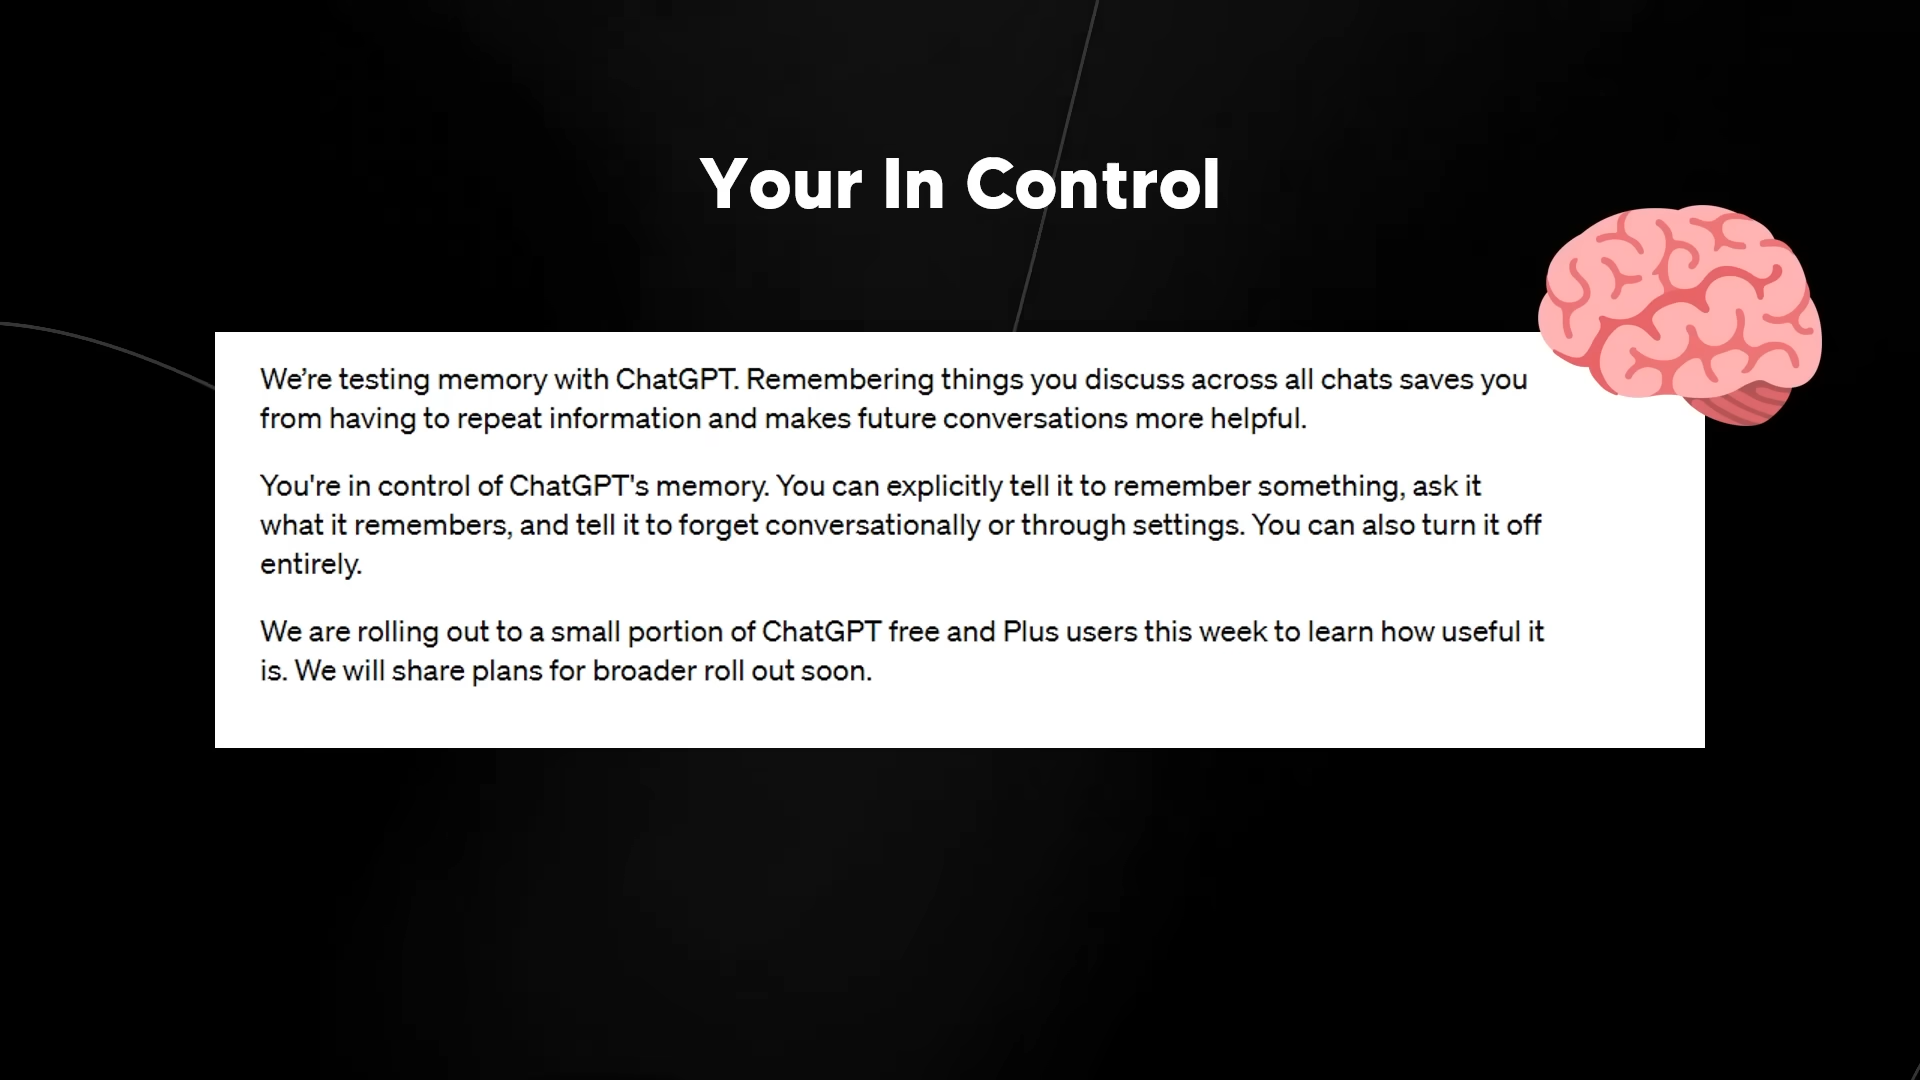 Your In Control
We’re testing memory with ChatGPT. Remembering things you discuss across all chats saves you
from having to repeat information and makes future conversations more helpful.
You're in control of ChatGPT's memory. You can explicitly tell it to remember something, ask it
what it remembers, and tell it to forget conversationally or through settings. You can also turn it off
entirely.
We are rolling out to a small portion of ChatGPT free and Plus users this week to learn how useful it
is. We will share plans for broader roll out soon.